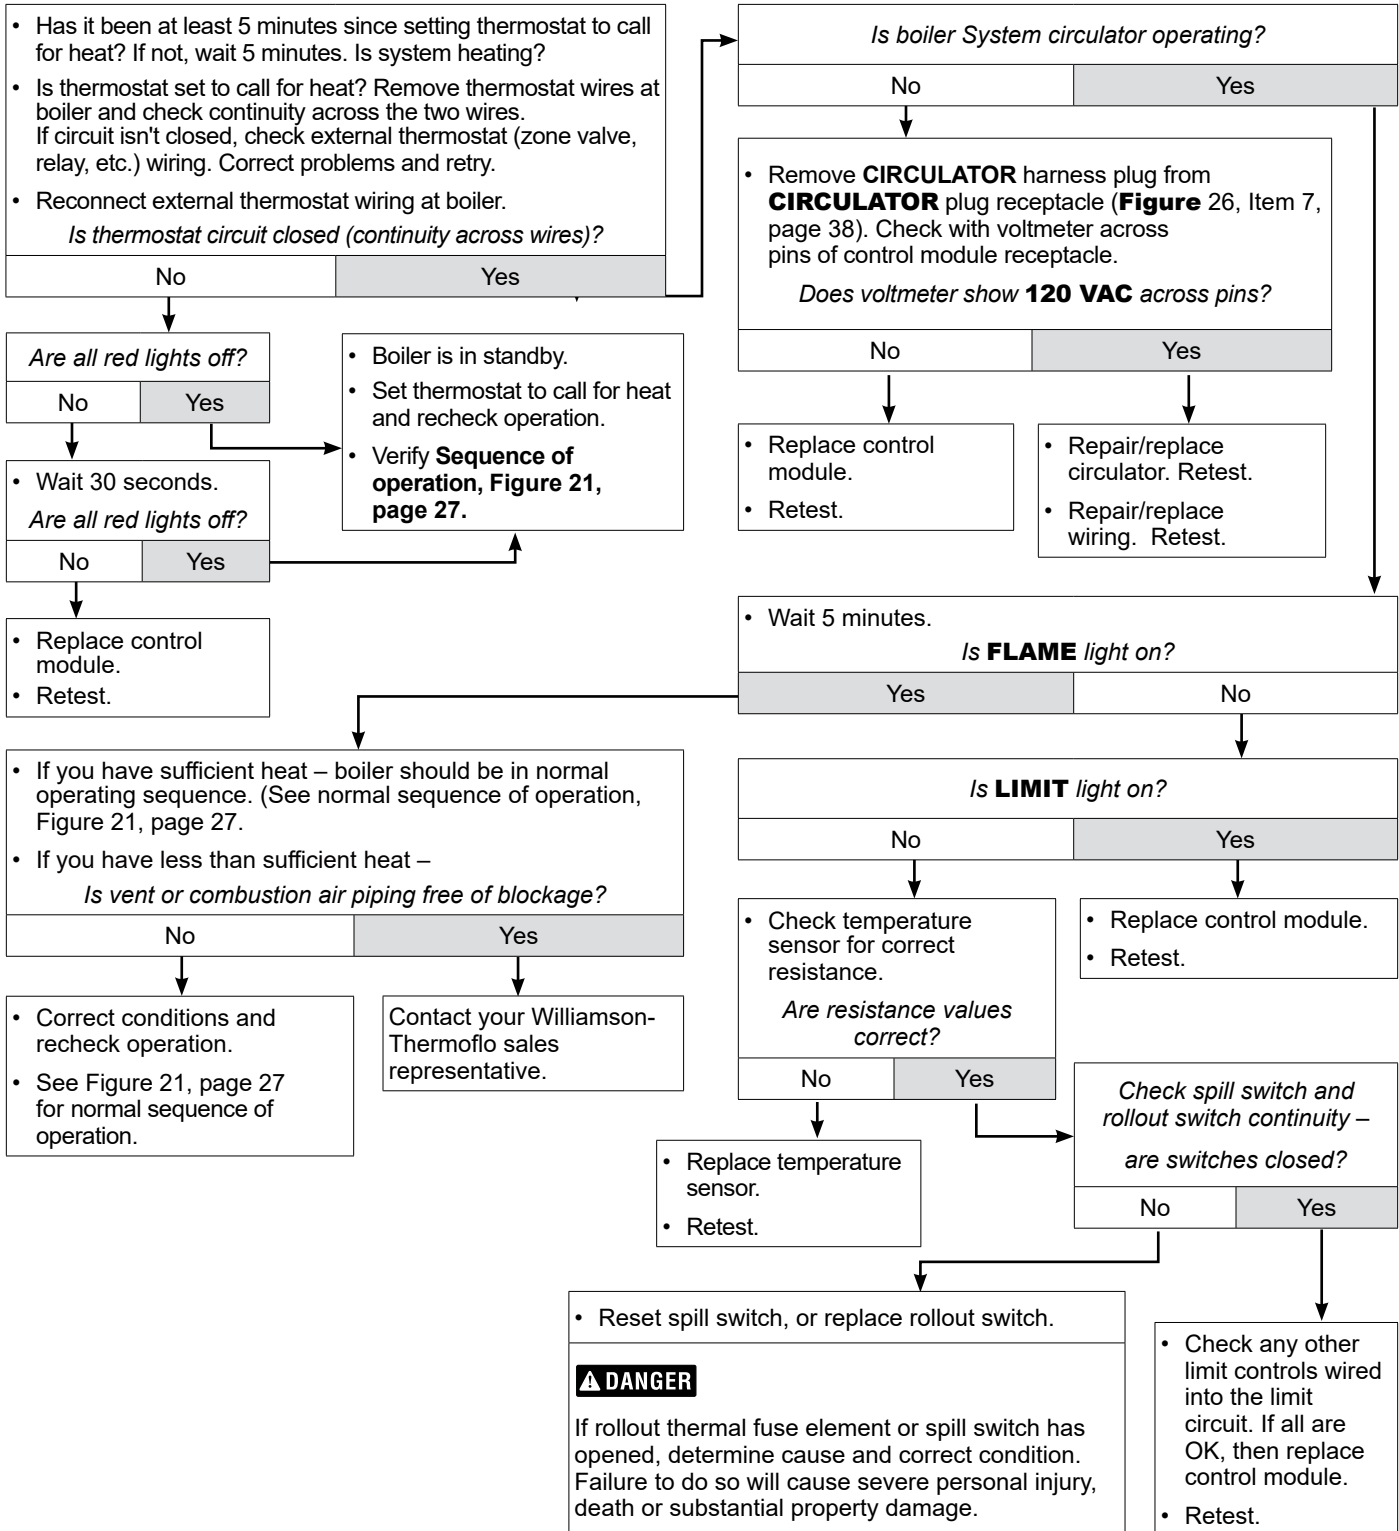 • Has it been at least 5 minutes since setting thermostat to call
for heat? If not, wait 5 minutes. Is system heating?
• Is thermostat set to call for heat? Remove thermostat wires at
boiler and check continuity across the two wires.
If circuit isn't closed, check external thermostat (zone valve,
relay, etc.) wiring. Correct problems and retry.
• Reconnect external thermostat wiring at boiler.
Is thermostat circuit closed (continuity across wires)?
No
Yes
Are all red lights off?
No
Yes
• Wait 30 seconds.
Are all red lights off?
No
Yes
• Replace control
module.
• Retest.
• Boiler is in standby.
• Set thermostat to call for heat
and recheck operation.
• Verify Sequence of
operation, Figure 21,
page 27.
Is boiler System circulator operating?
No
Yes
• Remove CIRCULATOR harness plug from
CIRCULATOR plug receptacle (Figure 26, Item 7,
page 38). Check with voltmeter across
pins of control module receptacle.
Does voltmeter show 120 VAC across pins?
No
Yes
• Replace control
module.
• Retest.
• Repair/replace
circulator. Retest.
• Repair/replace
wiring. Retest.
• Wait 5 minutes.
Is FLAME light on?
Yes
No
• If you have sufficient heat – boiler should be in normal
operating sequence. (See normal sequence of operation,
Figure 21, page 27.
• If you have less than sufficient heat –
Is vent or combustion air piping free of blockage?
No
Yes
• Correct conditions and
recheck operation.
• See Figure 21, page 27
for normal sequence of
operation.
Contact your Williamson-
Thermoflo sales
representative.
Is LIMIT light on?
No
Yes
• Check temperature
sensor for correct
resistance.
Are resistance values
correct?
No
Yes
• Replace control module.
• Retest.
• Replace temperature
sensor.
• Retest.
Check spill switch and
rollout switch continuity –
are switches closed?
No
Yes
• Reset spill switch, or replace rollout switch.
DANGER
If rollout thermal fuse element or spill switch has
opened, determine cause and correct condition.
Failure to do so will cause severe personal injury,
death or substantial property damage.
• Check any other
limit controls wired
into the limit
circuit. If all are
OK, then replace
control module.
• Retest.